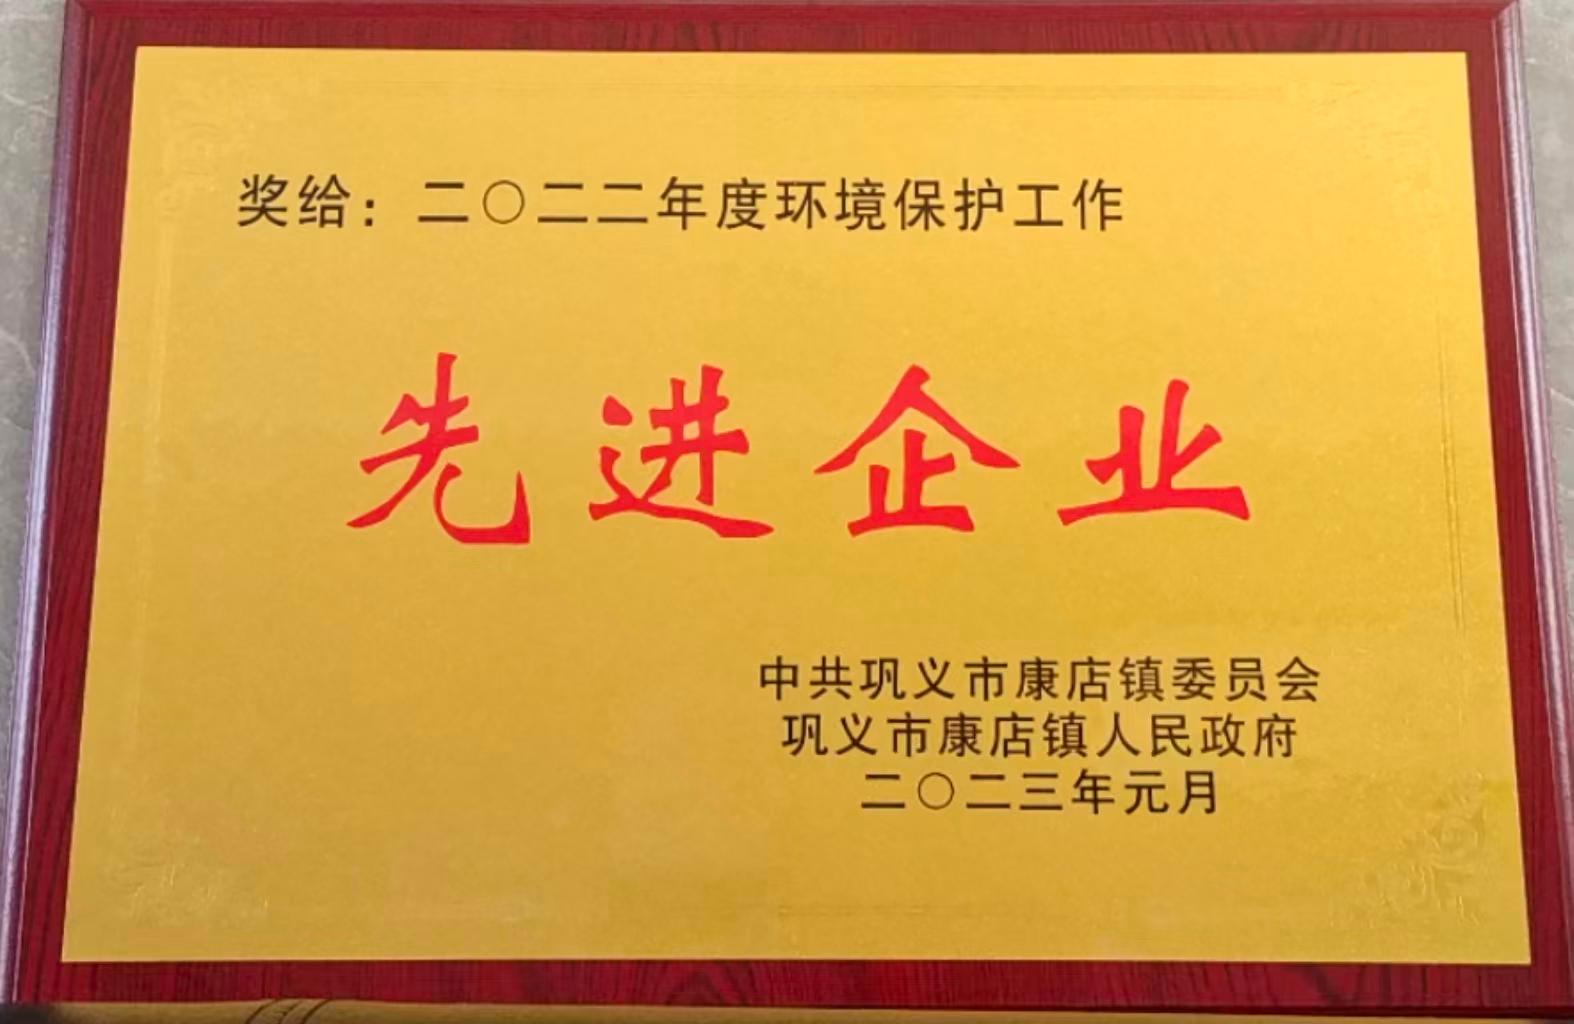 奖给：二〇二二年度环境保护工作
先进企业
中共巩义市康店镇委员会
巩义市康店镇人民政府
二〇二三年元月